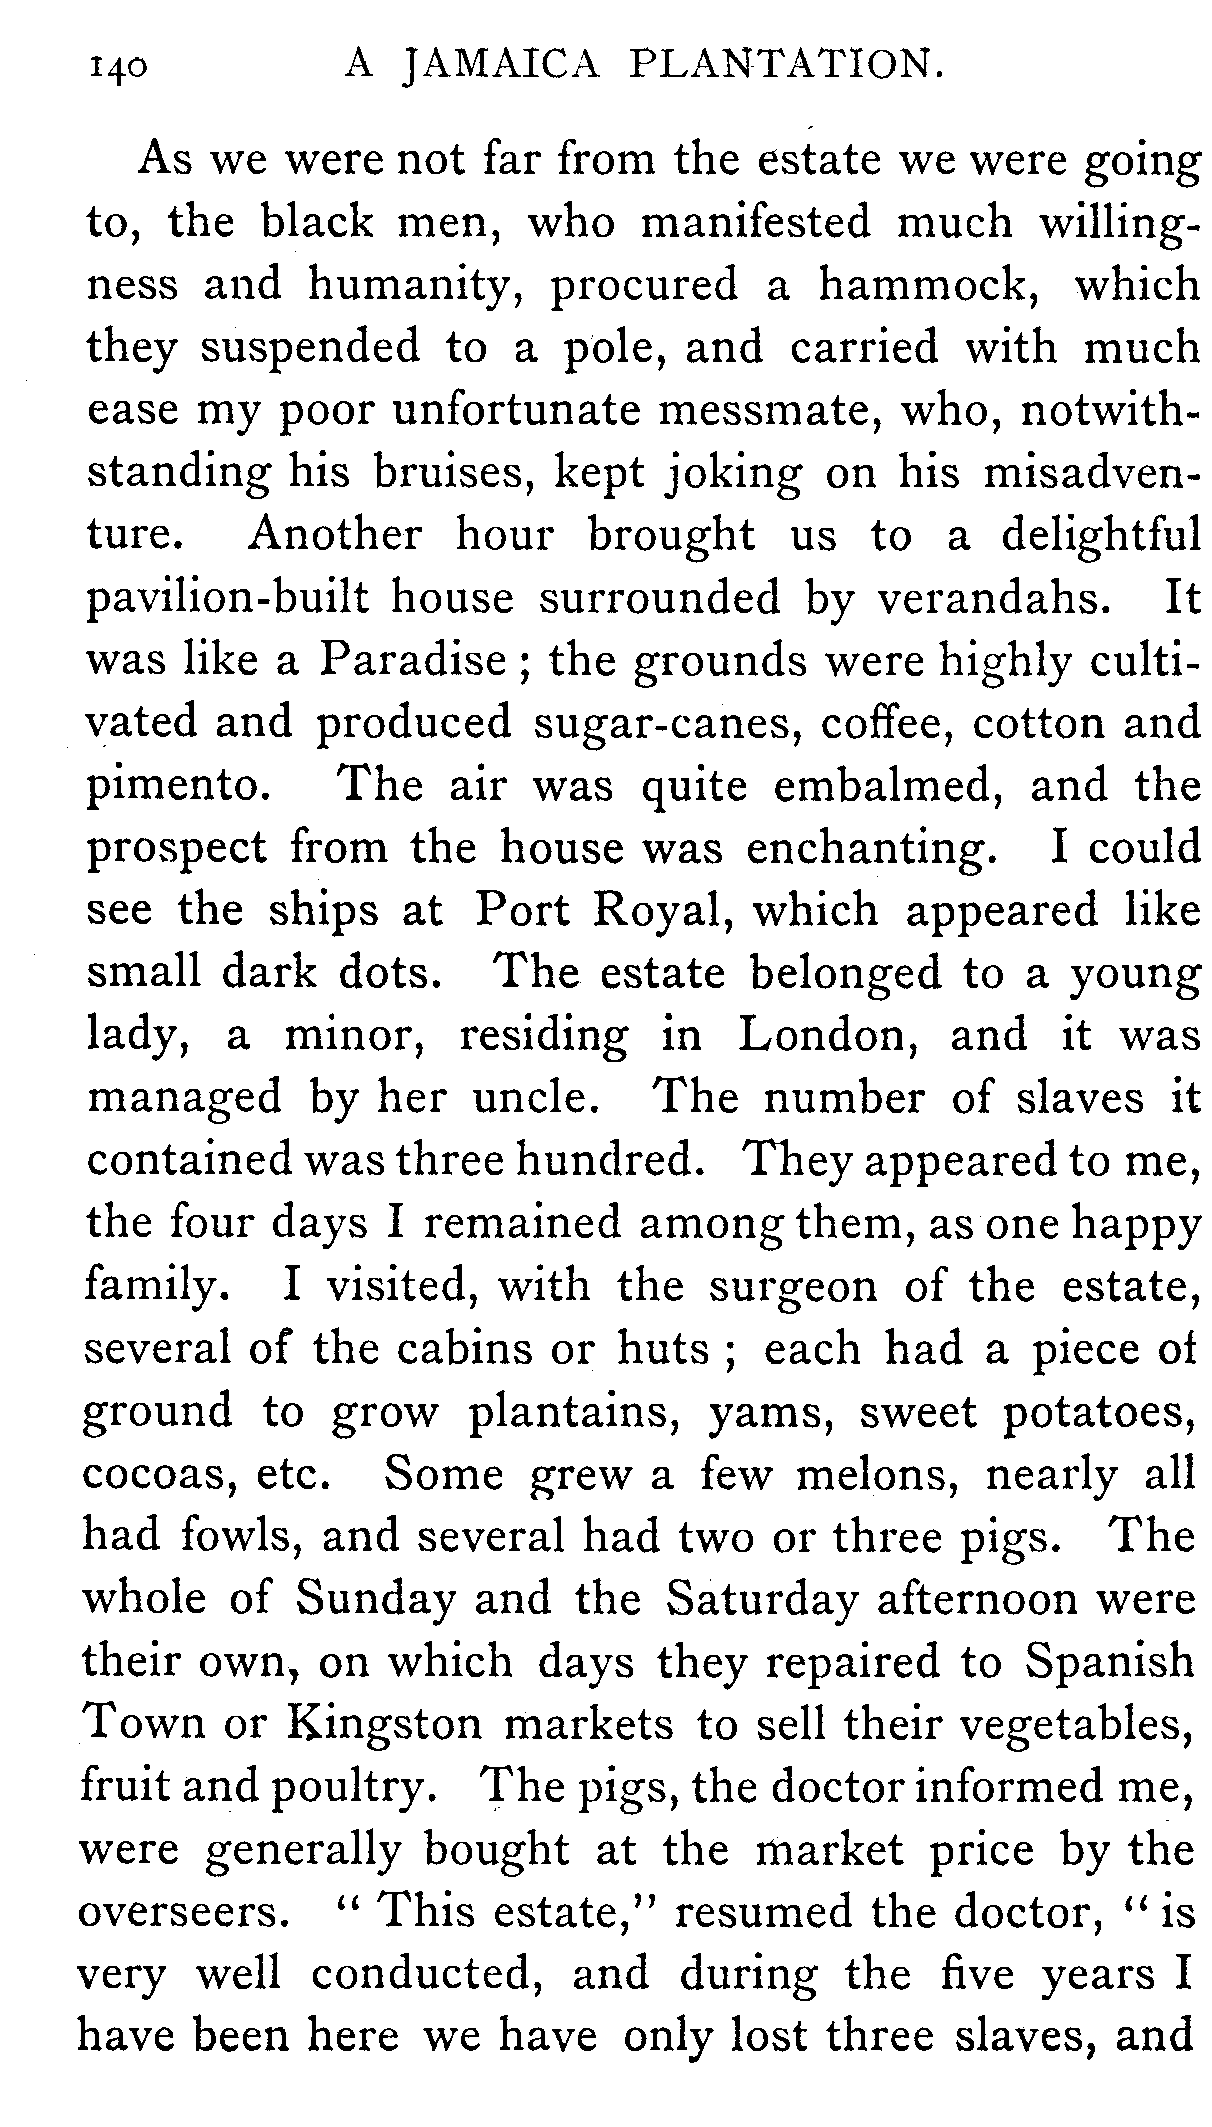 140 A JAMAICA PLANTATION.
As we were not far from the estate we were going
to, the black men, who manifested much willing-
ness and humanity, procured a hammock, which
they suspended to a pole, and carried with much
ease my poor unfortunate messmate, who, notwith-
standing his bruises, kept joking on his misadven-
ture. Another hour brought us to a delightful
pavilion-built house surrounded by verandahs. It
was like a Paradise ; the grounds were highly culti-
vated and produced sugar-canes, coffee, cotton and
pimento. The air was quite embalmed, and the
prospect from the house was enchanting. I could
see the ships at Port Royal, which appeared like
small dark dots. The estate belonged to a young
lady, a minor, residing in London, and it was
managed by her uncle. The number of slaves it
contained was three hundred. They appeared to me,
the four days I remained among them, as one happy
family. I visited, with the surgeon of the estate,
several of the cabins or huts ; each had a piece of
ground to grow plantains, yams, sweet potatoes,
cocoas, etc. Some grew a few melons, nearly all
had fowls, and several had two or three pigs. The
whole of Sunday and the Saturday afternoon were
their own, on which days they repaired to Spanish
Town or Kingston markets to sell their vegetables,
fruit and poultry. The pigs, the doctor informed me,
were generally bought at the market price by the
overseers. “ This estate,” resumed the doctor, “ is
very well conducted, and during the five years I
have been here we have only lost three slaves, and